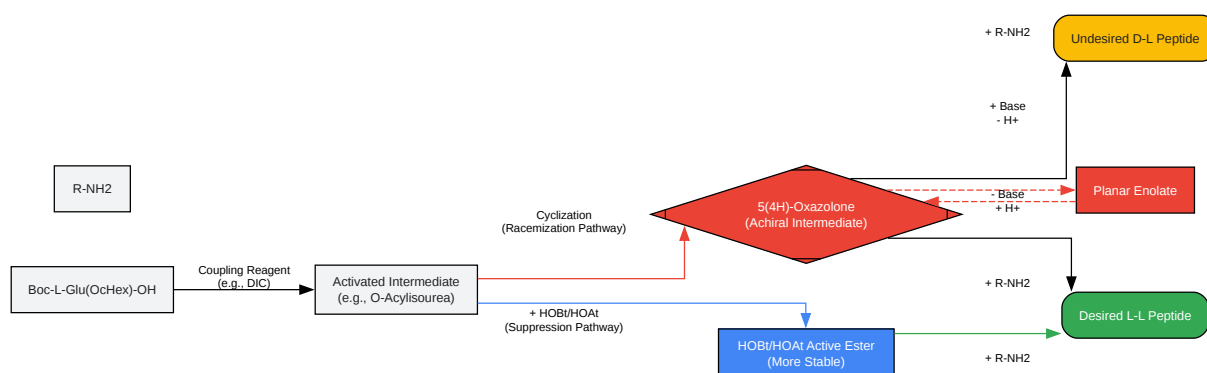 + R-NH2
Undesired D-L Peptide
+ Base
- H+
R-NH2
5(4H)-Oxazolone
(Achiral Intermediate)
- Base
+ H+
Planar Enolate
Cyclization
(Racemization Pathway)
Boc-L-Glu(OcHex)-OH
Coupling Reagent
(e.g., DIC)
Activated Intermediate
(e.g., O-Acylisourea)
+ R-NH2
+ HOBt/HOAt
(Suppression Pathway)
Desired L-L Peptide
HOBt/HOAt Active Ester
(More Stable)
+ R-NH2